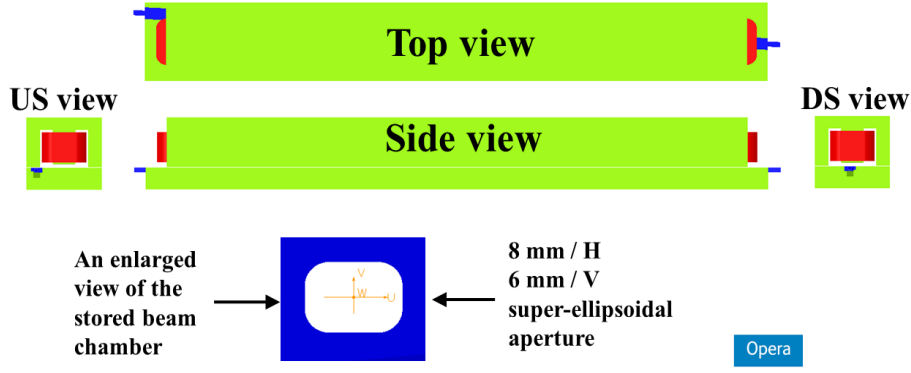 Top view
US view
DS view
Side view
An enlarged
view of the
stored beam
chamber
V
W
U
8 mm / H
6 mm / V
super-ellipsoidal
aperture
Opera